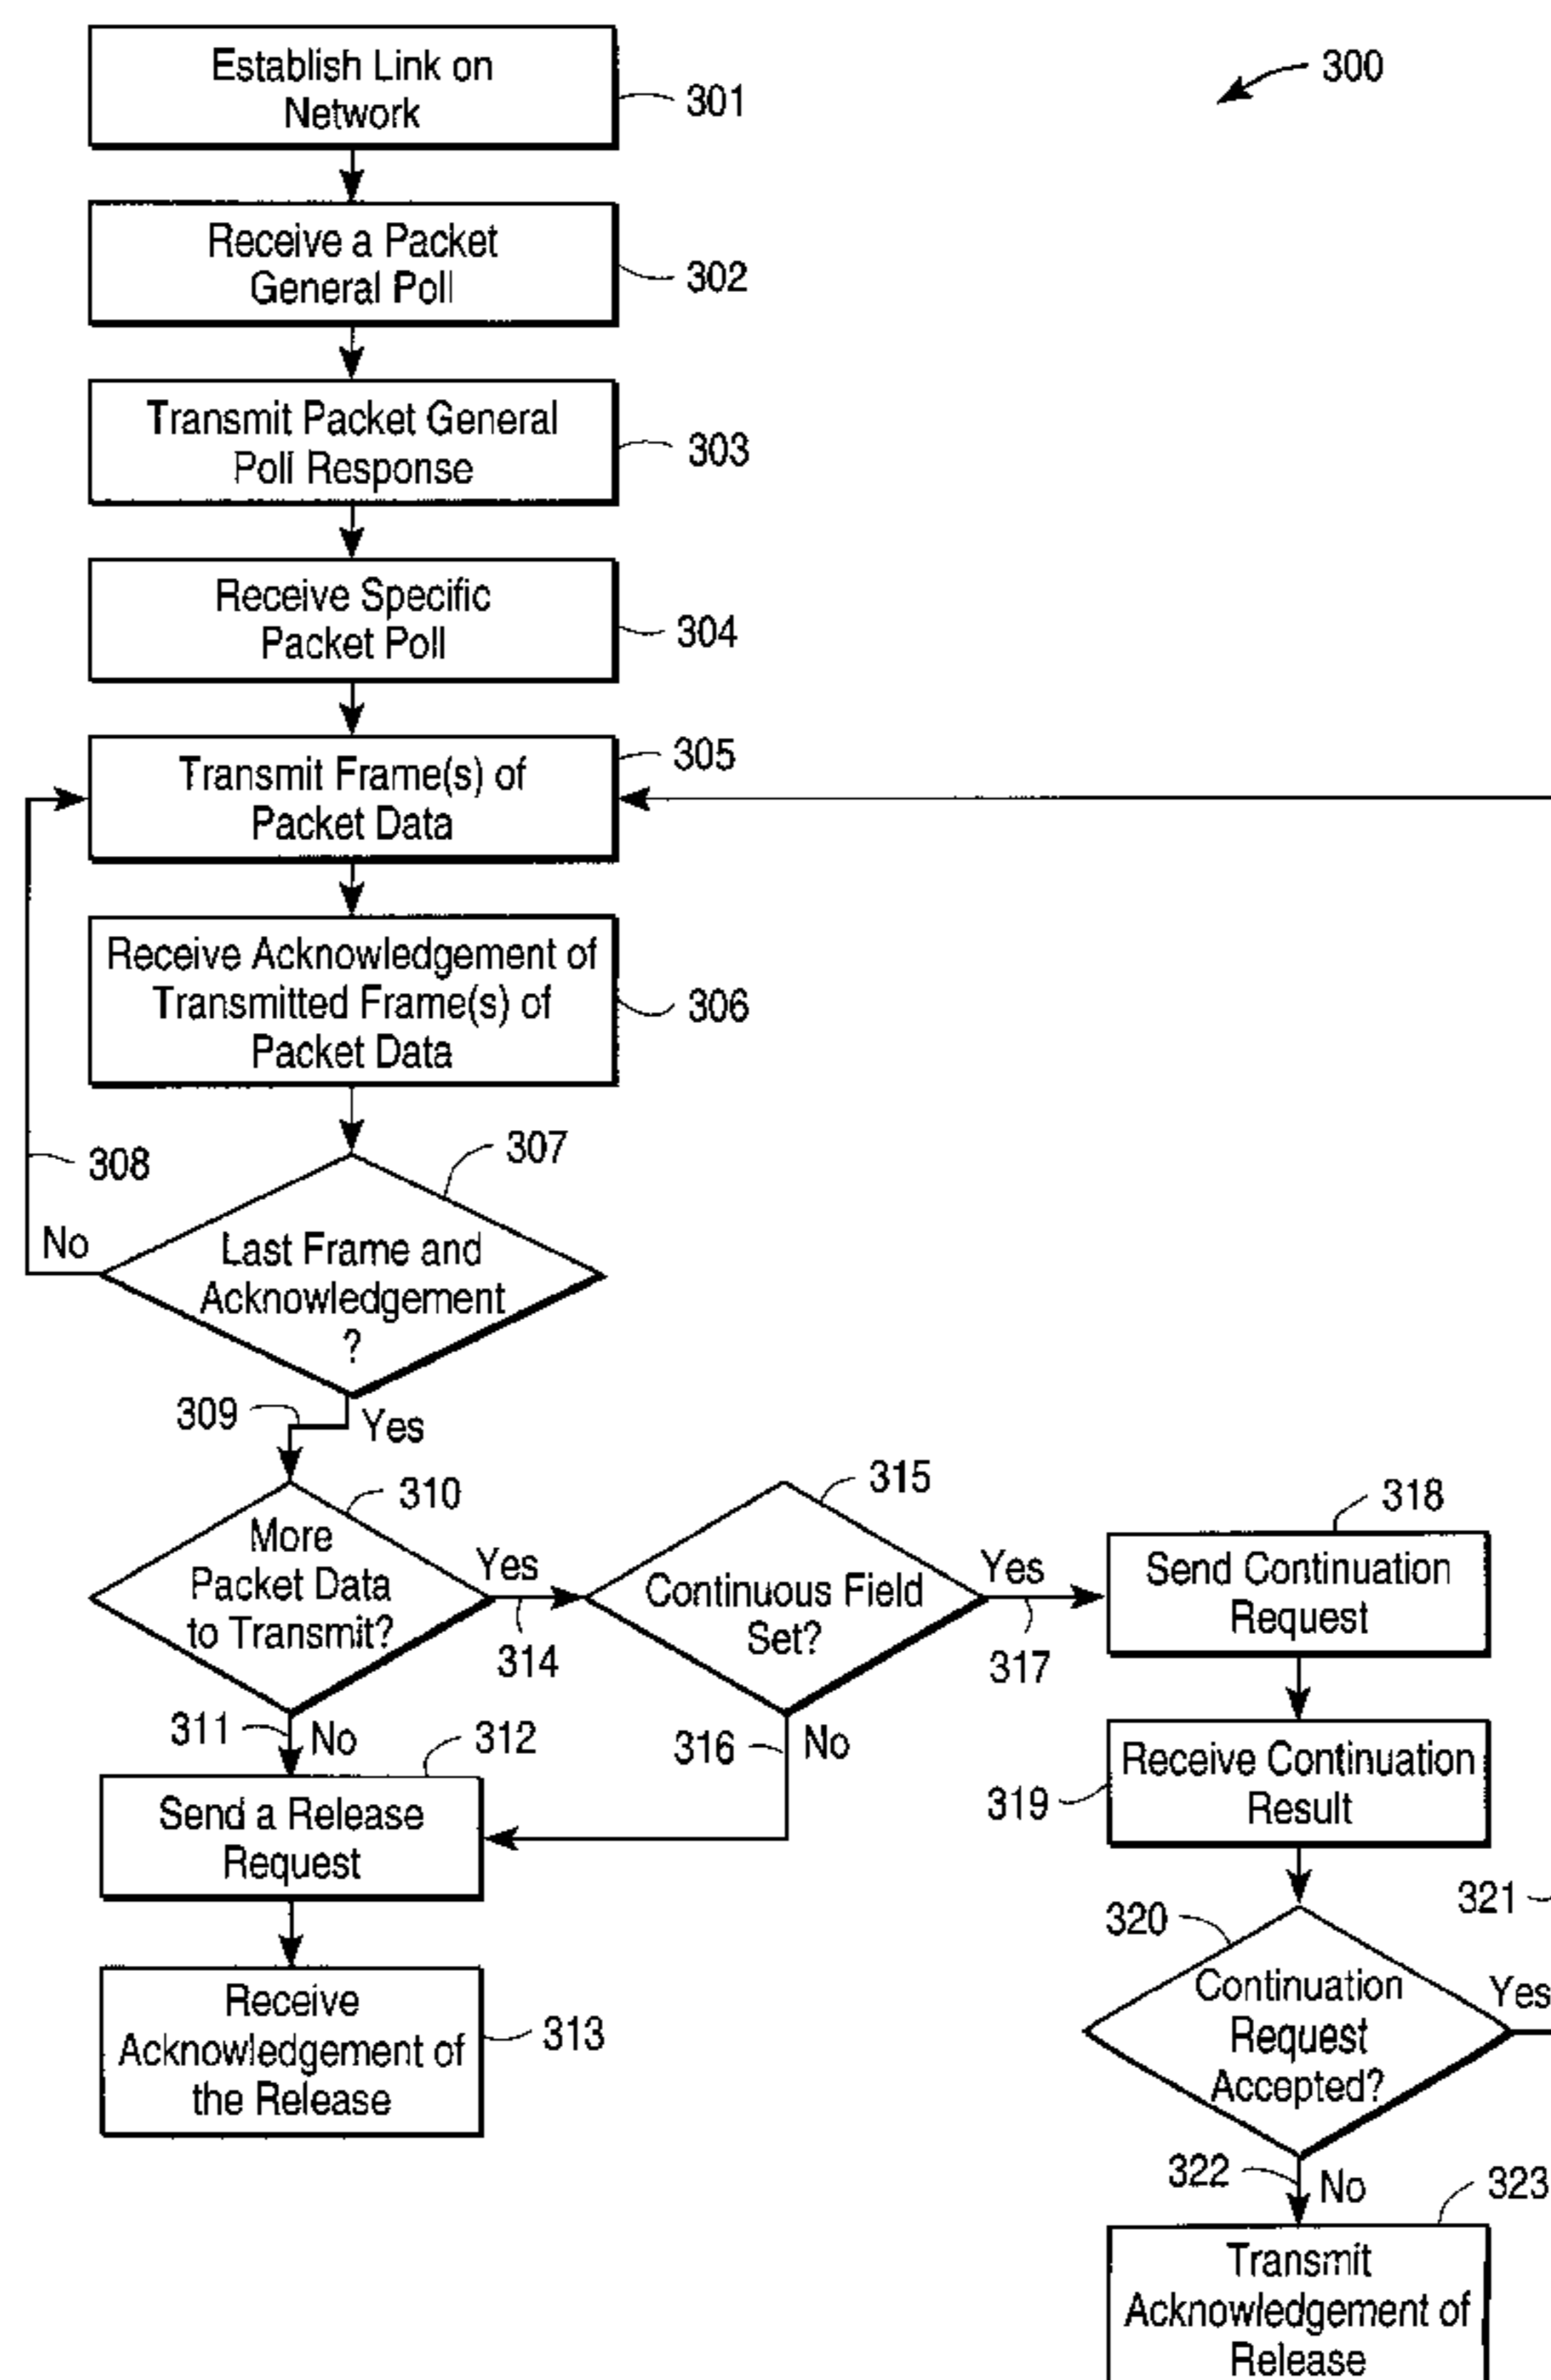 300
Establish Link on
Network
301
Receive a Packet
General Poll
302
Transmit Packet General
Poll Response
303
Receive Specific
Packet Poll
304
Transmit Frame(s) of
Packet Data
305
Receive Acknowledgement of
Transmitted Frame(s) of
Packet Data
306
307
308
No
Last Frame and
Acknowledgement
?
309
Yes
310
More
Packet Data
to Transmit?
Yes
314
315
Continuous Field
Set?
Yes
317
318
Send Continuation
Request
311
No
312
316
No
Send a Release
Request
319
Receive Continuation
Result
320
321
Continuation
Request
Accepted?
Yes
Receive
Acknowledgement of
the Release
313
322
No
323
Transmit
Acknowledgement of
Release